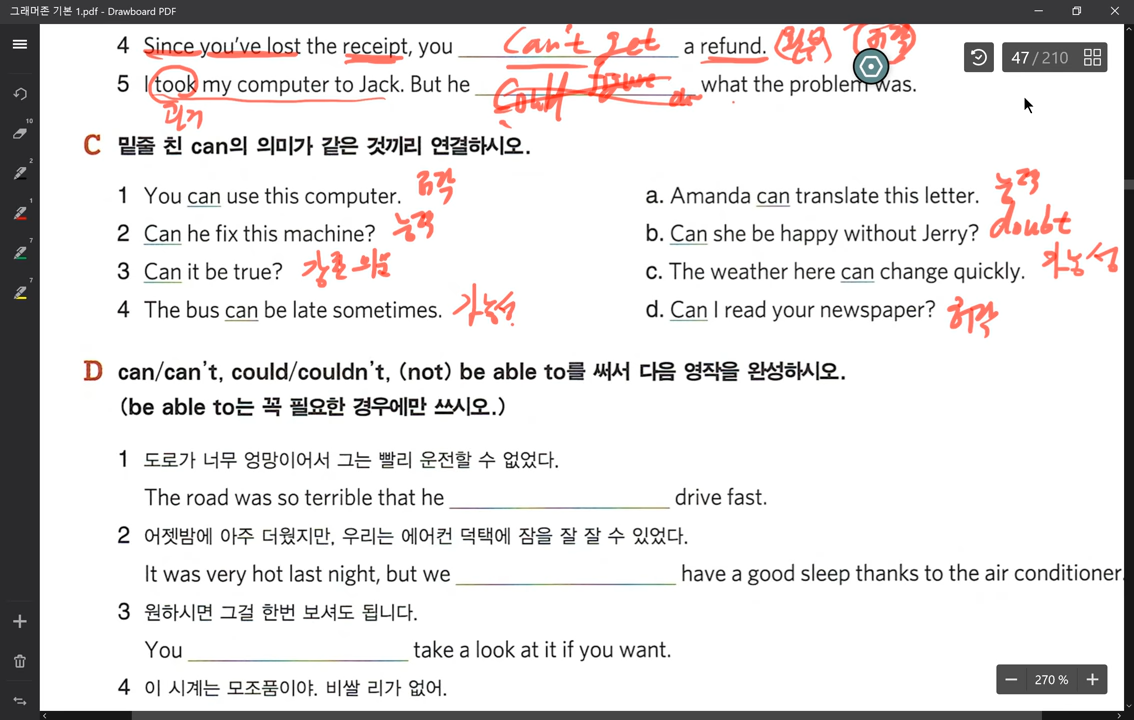 그래머존 기본 1.pdf - Drawboard PDF
4 Since you've lost the receipt, you can't get a refund. (환불)
47 / 210
5 I took my computer to Jack. But he what the problem was.
과거
C 밑줄 친 can의 의미가 같은 것끼리 연결하시오.
1 You can use this computer. 허락
a. Amanda can translate this letter. 능력
2 Can he fix this machine? 능력
b. Can she be happy without Jerry? doubt
3 Can it be true? 강한 의문
c. The weather here can change quickly. 가능성
4 The bus can be late sometimes. 가능성
d. Can I read your newspaper? 허락
D can/can't, could/couldn't, (not) be able to를 써서 다음 영작을 완성하시오.
(be able to는 꼭 필요한 경우에만 쓰시오.)
1 도로가 너무 엉망이어서 그는 빨리 운전할 수 없었다.
The road was so terrible that he drive fast.
2 어젯밤에 아주 더웠지만, 우리는 에어컨 덕택에 잠을 잘 잘 수 있었다.
It was very hot last night, but we have a good sleep thanks to the air conditioner.
3 원하시면 그걸 한번 보셔도 됩니다.
You take a look at it if you want.
4 이 시계는 모조품이야. 비쌀 리가 없어.
270 %
10
2
1
7
7